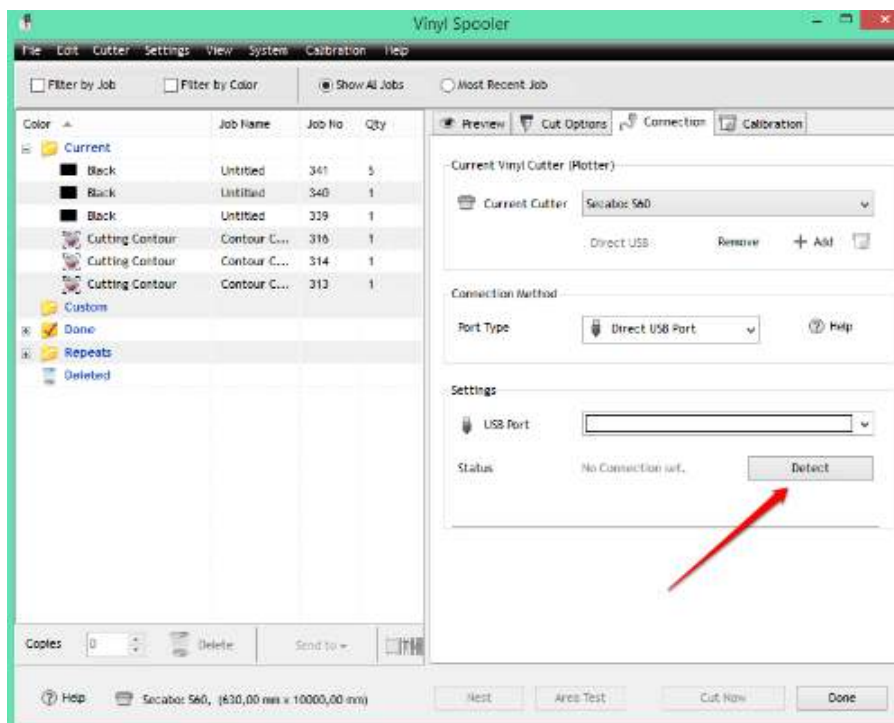 Vinyl Spooler
File Edit Cutter Settings View System Calibration Help
Filter by Job Filter by Color Show All Jobs Most Recent Job
Color Job Name Job No Qty
Preview Cut Options Connection Calibration
Current
Black Untitled 341 5
Black Untitled 340 1
Black Untitled 339 1
Cutting Contour Contour C... 316 1
Cutting Contour Contour C... 314 1
Cutting Contour Contour C... 313 1
Custom
Done
Repeats
Deleted
Current Vinyl Cutter (Plotter)
Current Cutter Secabo: S60
Direct USB Remove + Add
Connection Method
Port Type Direct USB Port Help
Settings
USB Port
Status No Connection set. Detect
Copies 0 Delete Send to
Help Secabo: S60, (630,00 mm x 10000,00 mm) Nest Area Test Cut Now Done